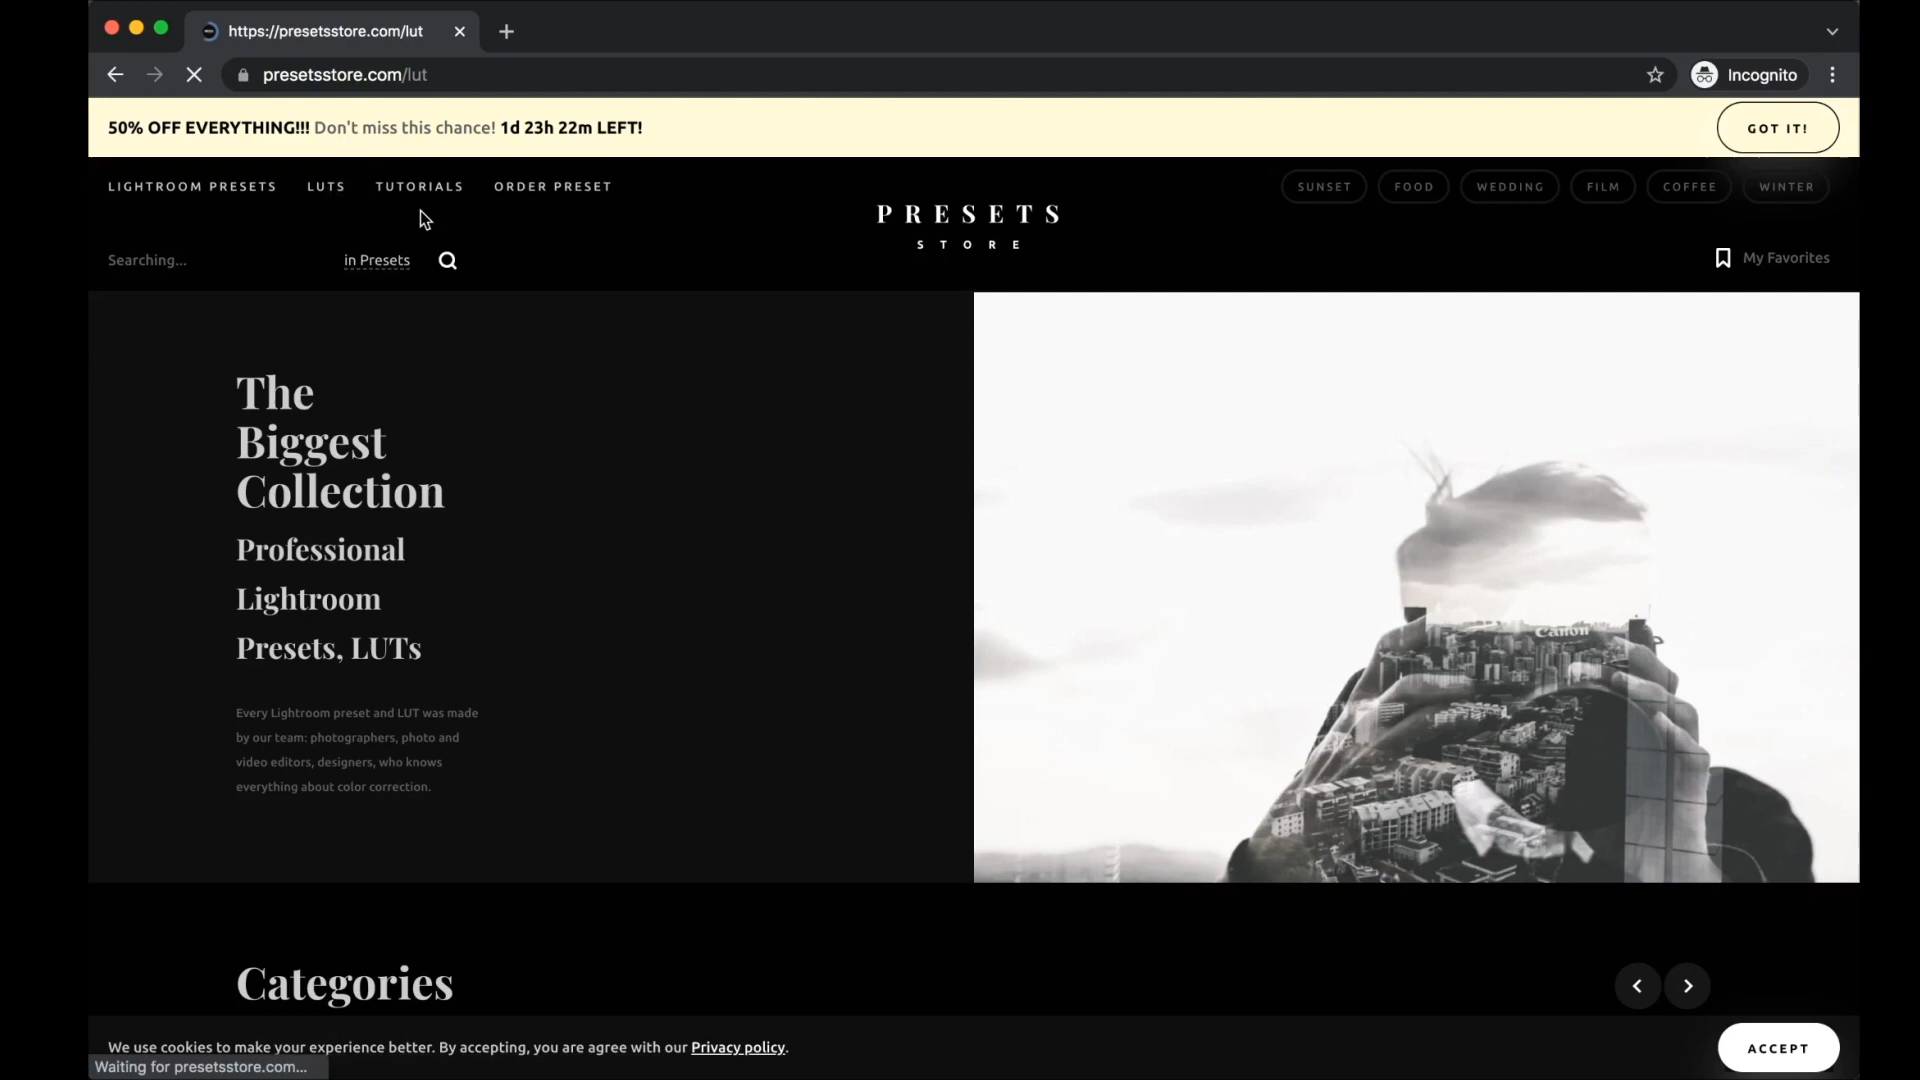 https://presetsstore.com/lut
presetsstore.com/lut
Incognito
50% OFF EVERYTHING!!! Don't miss this chance! 1d 23h 22m LEFT!
GOT IT!
LIGHTROOM PRESETS LUTS TUTORIALS ORDER PRESET
SUNSET FOOD WEDDING FILM COFFEE WINTER
PRESETS
STORE
Searching... in Presets
My Favorites
The
Biggest
Collection
Professional
Lightroom
Presets, LUTs
Every Lightroom preset and LUT was made
by our team: photographers, photo and
video editors, designers, who knows
everything about color correction.
Canon
Categories
We use cookies to make your experience better. By accepting, you are agree with our Privacy policy.
ACCEPT
Waiting for presetsstore.com...